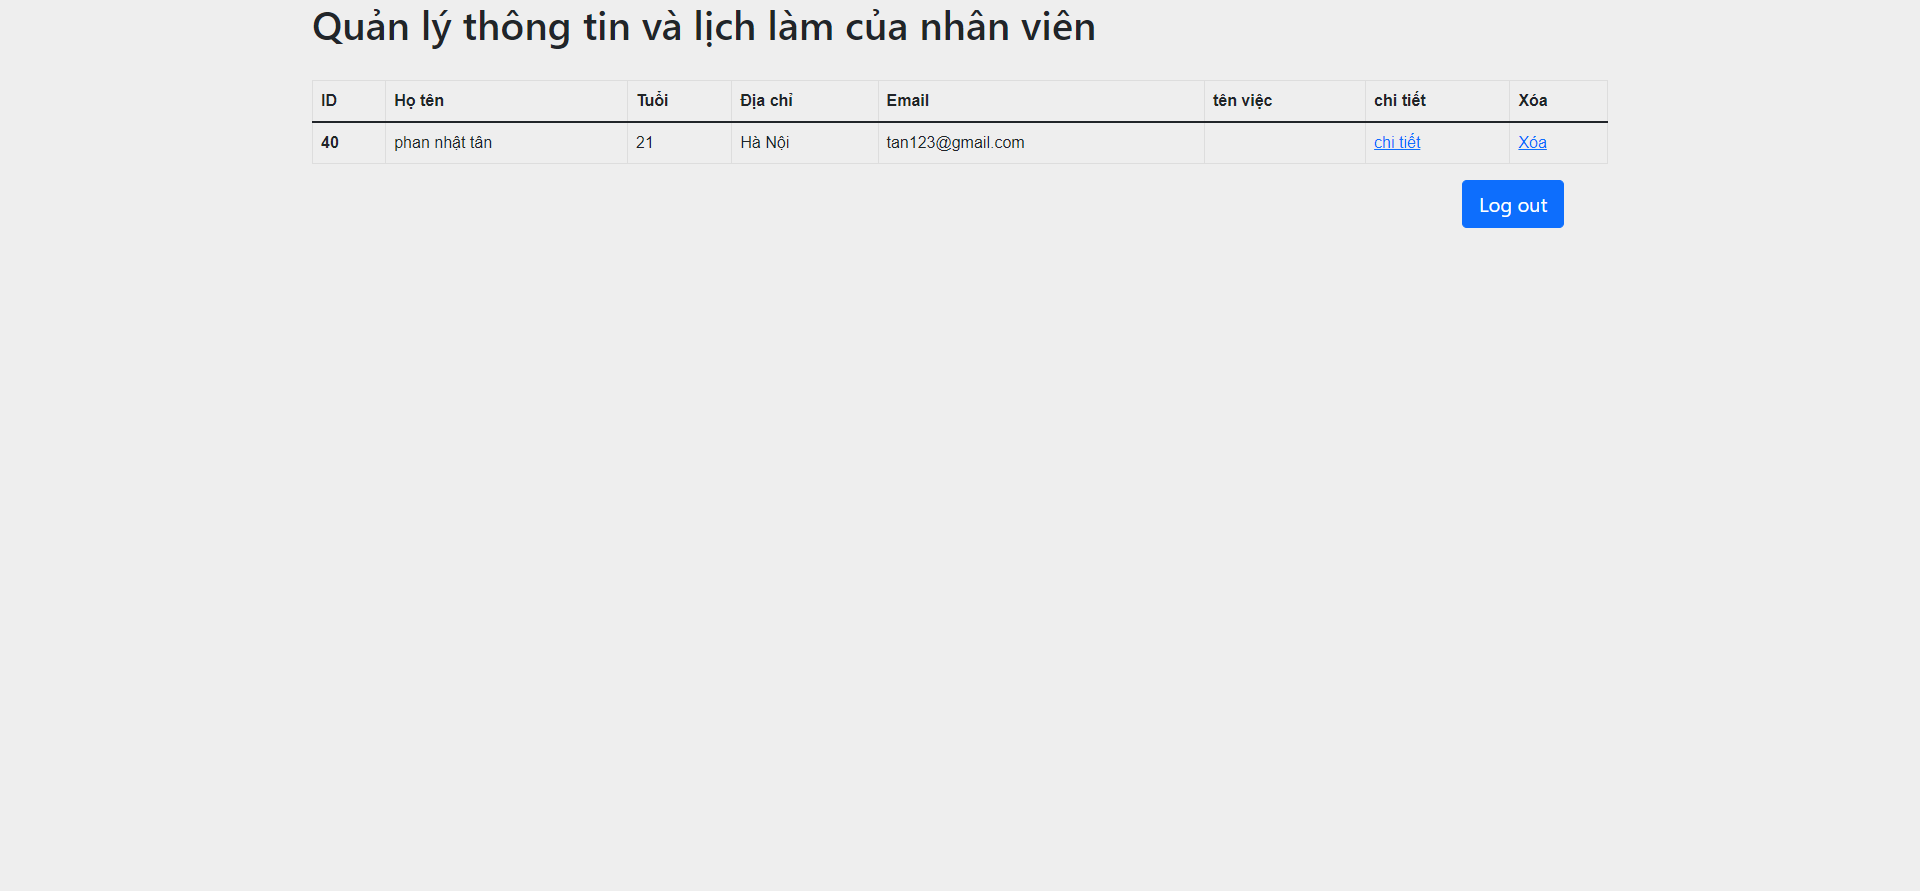 Quản lý thông tin và lịch làm của nhân viên
ID Họ tên Tuổi Địa chỉ Email tên việc chi tiết Xóa
40 phan nhật tân 21 Hà Nội tan123@gmail.com chi tiết Xóa
Log out